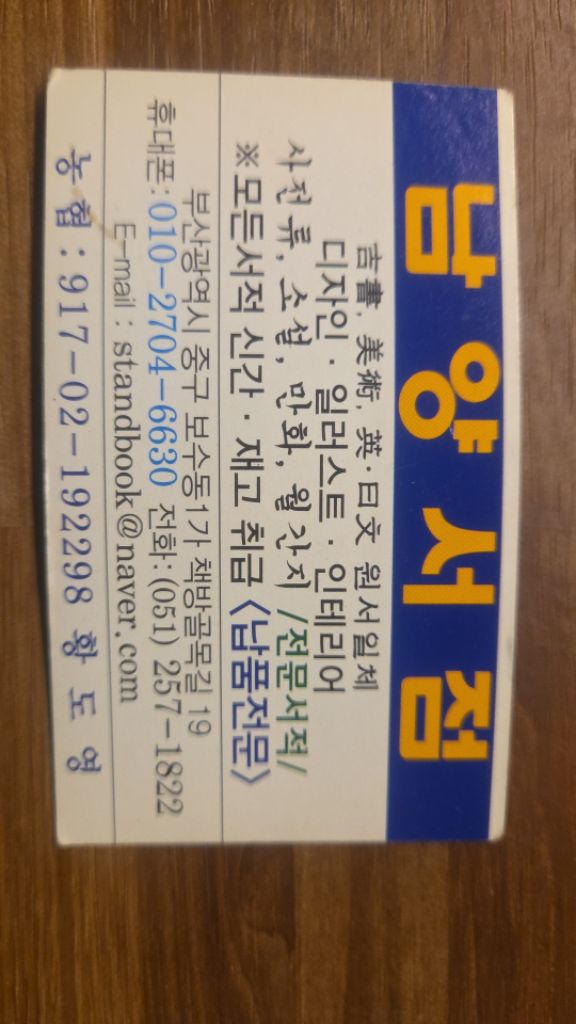 남양서점
古書, 美術, 英·日文 원서일체
디자인 · 일러스트 · 인테리어
사전류, 소설, 만화, 월간지 /전문서적/
※모든서적 신간 · 재고 취급 <납품전문>
부산광역시 중구 보수동1가 책방골목길 19
휴대폰 : 010-2704-6630 전화 : (051) 257-1822
E-mail : standbook@naver.com
농협 : 917-02-192298 황도영